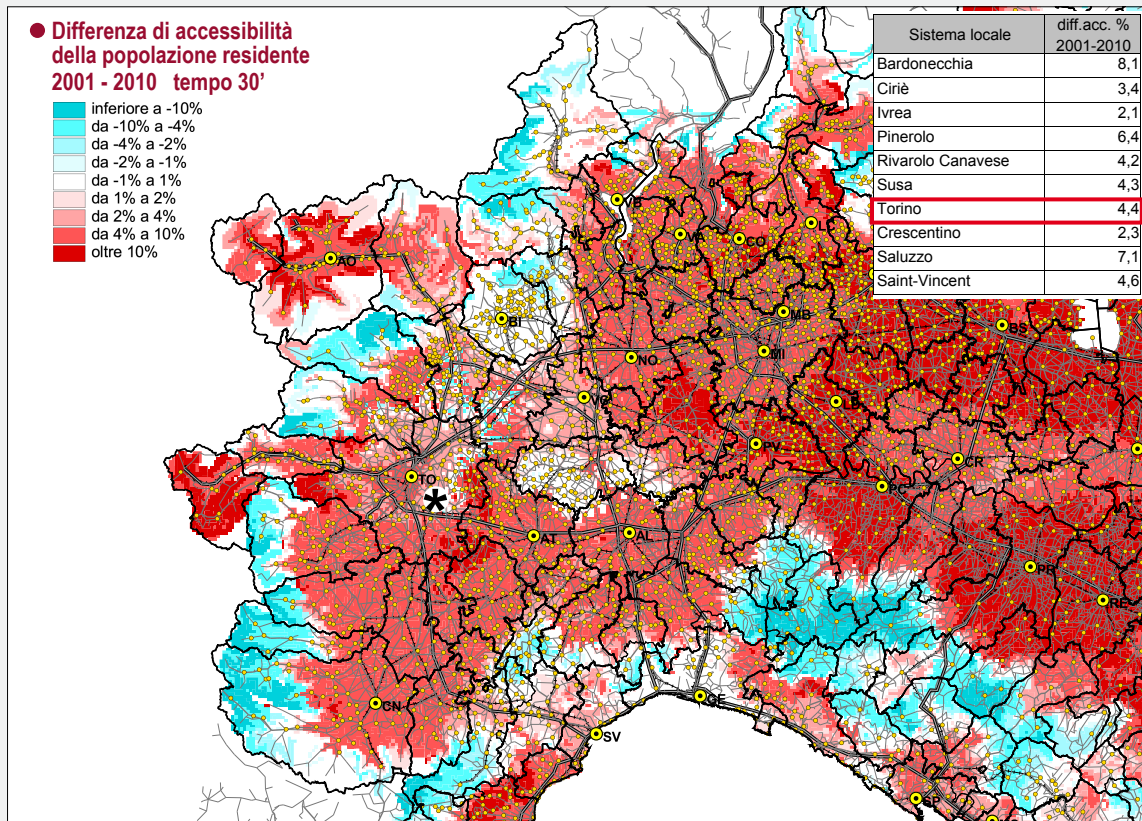 Differenza di accessibilità
della popolazione residente
2001 - 2010 tempo 30'
inferiore a -10%
da -10% a -4%
da -4% a -2%
da -2% a -1%
da -1% a 1%
da 1% a 2%
da 2% a 4%
da 4% a 10%
oltre 10%
Sistema locale diff.acc. % 2001-2010
Bardonecchia 8,1
Ciriè 3,4
Ivrea 2,1
Pinerolo 6,4
Rivarolo Canavese 4,2
Susa 4,3
Torino 4,4
Crescentino 2,3
Saluzzo 7,1
Saint-Vincent 4,6
VB
VA
CO
L
AO
BI
MB
BS
NO
MI
VC
LO
PV
CR
TO
*
AT
AL
PR
RE
CN
GE
SV
SP